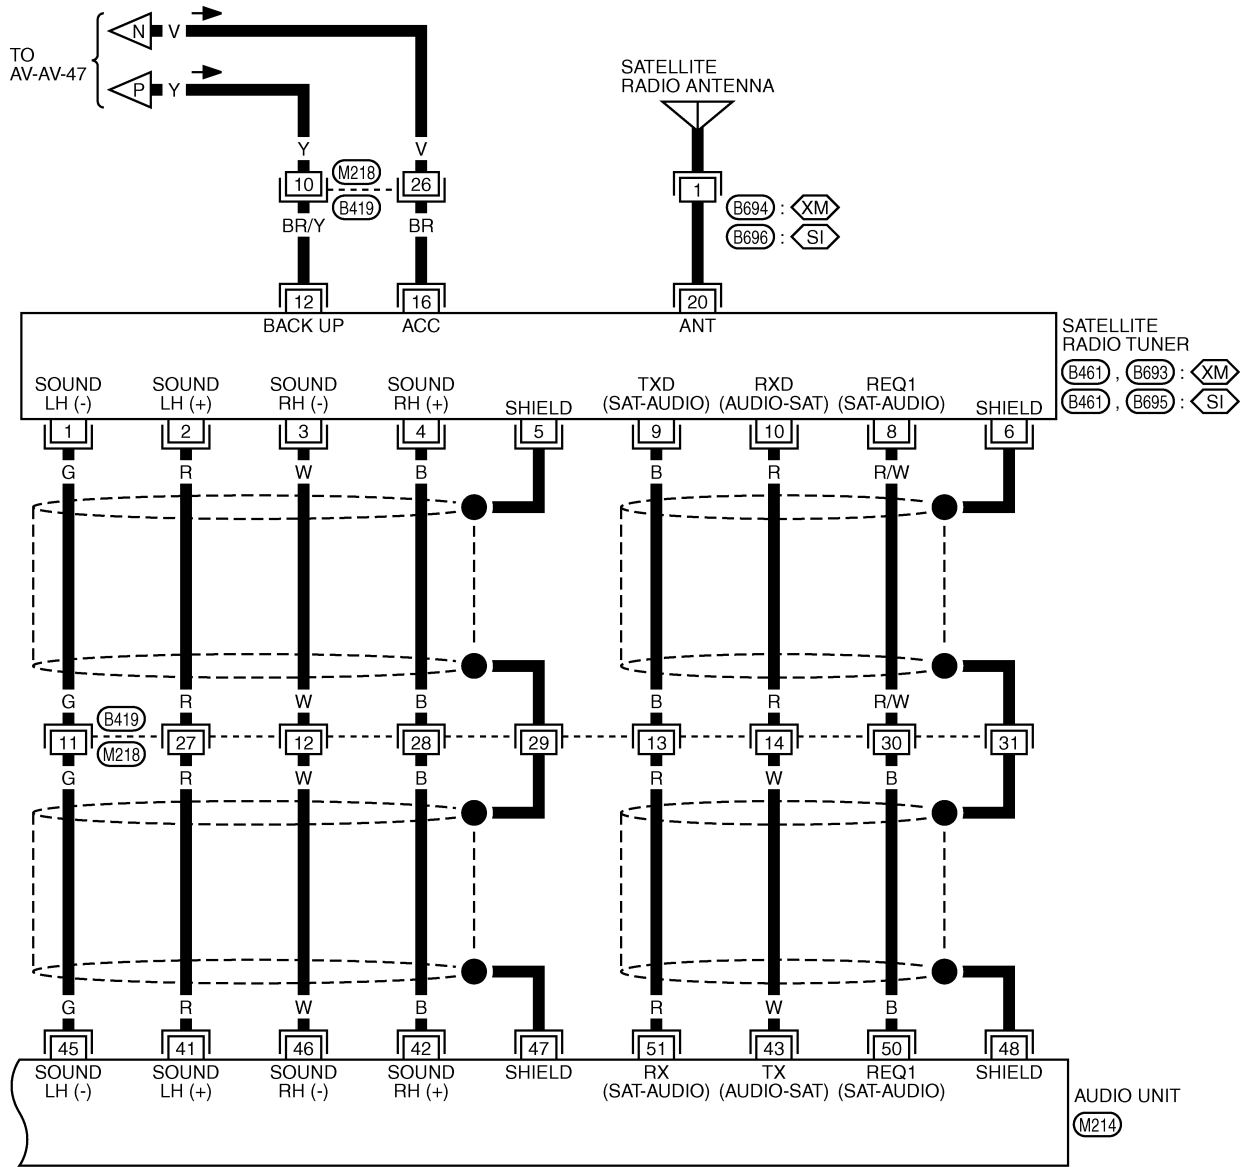 TO
AV-AV-47
N V
P Y
Y V
10 M218 26
B419
BR/Y BR
12 16
BACK UP ACC
SATELLITE
RADIO ANTENNA
1
B694 : XM
B696 : SI
20
ANT
SATELLITE
RADIO TUNER
B461 , B693 : XM
B461 , B695 : SI
SOUND LH (-)
SOUND LH (+)
SOUND RH (-)
SOUND RH (+)
SHIELD
TXD (SAT-AUDIO)
RXD (AUDIO-SAT)
REQ1 (SAT-AUDIO)
SHIELD
1 2 3 4 5 9 10 8 6
G R W B B R R/W
G R W B B R R/W
B419
11 27 12 28 29 13 14 30 31
M218
G R W B R W B
G R W B R W B
45 41 46 42 47 51 43 50 48
SOUND LH (-)
SOUND LH (+)
SOUND RH (-)
SOUND RH (+)
SHIELD
RX (SAT-AUDIO)
TX (AUDIO-SAT)
REQ1 (SAT-AUDIO)
SHIELD
AUDIO UNIT
M214